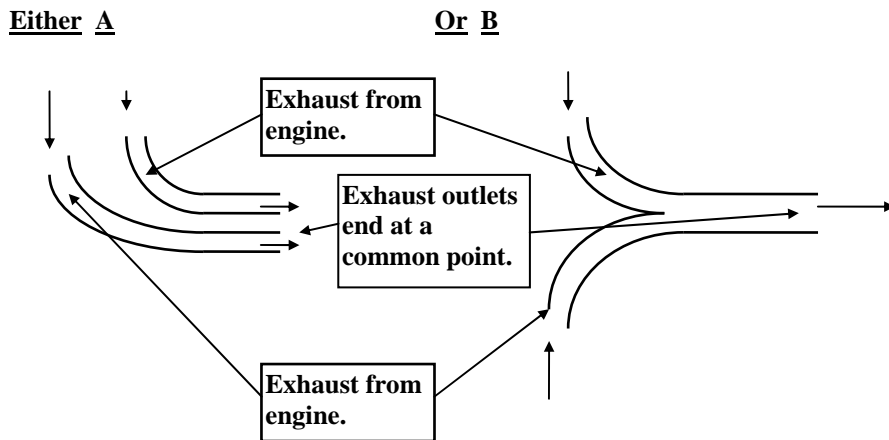 Either A
Or B
Exhaust from
engine.
Exhaust outlets
end at a
common point.
Exhaust from
engine.